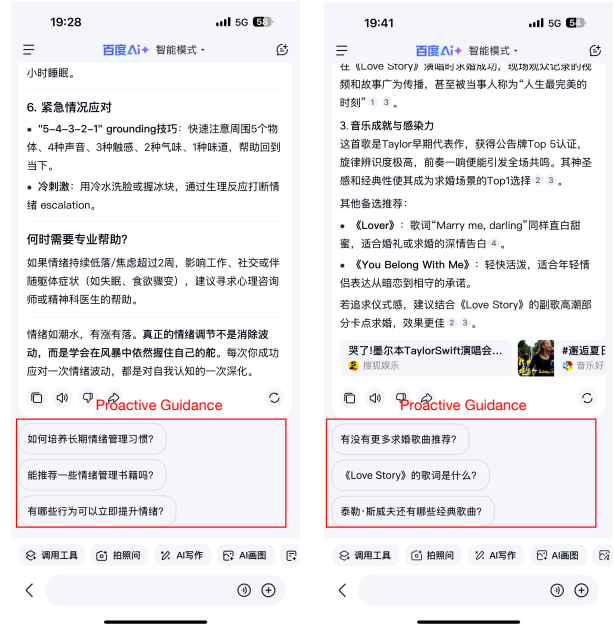 19:28
5G 53
百度Ai+ 智能模式
小时睡眠。
6. 紧急情况应对
• "5-4-3-2-1" grounding技巧：快速注意周围5个物
体、4种声音、3种触感、2种气味、1种味道，帮助回到
当下。
• 冷刺激：用冷水洗脸或握冰块，通过生理反应打断情
绪 escalation。
何时需要专业帮助？
如果情绪持续低落/焦虑超过2周，影响工作、社交或伴
随躯体症状（如失眠、食欲骤变），建议寻求心理咨询
师或精神科医生的帮助。
情绪如潮水，有涨有落。真正的情绪调节不是消除波
动，而是学会在风暴中依然握住自己的舵。每次你成功
应对一次情绪波动，都是对自我认知的一次深化。
Proactive Guidance
如何培养长期情绪管理习惯？
能推荐一些情绪管理书籍吗？
有哪些行为可以立即提升情绪？
调用工具 拍照问 AI写作 AI画图
19:41
5G
百度Ai+ 智能模式
在《Love Story》演唱时求婚成功，现场观众记录的视
频和故事广为传播，甚至被当事人称为“人生最完美的
时刻” 1 3 。
3. 音乐成就与感染力
这首歌是Taylor早期代表作，获得公告牌Top 5认证，
旋律辨识度极高，前奏一响便能引发全场共鸣。其神圣
感和经典性使其成为求婚场景的Top1选择 2 3 。
其他备选推荐：
• 《Lover》：歌词“Marry me, darling”同样直白甜
蜜，适合婚礼或求婚的深情告白 4 。
• 《You Belong With Me》：轻快活泼，适合年轻情
侣表达从暗恋到相守的承诺。
若追求仪式感，建议结合《Love Story》的副歌高潮部
分卡点求婚，效果更佳 2 3 。
哭了!墨尔本TaylorSwift演唱会...
搜狐娱乐
#邂逅夏日
音乐好
Proactive Guidance
有没有更多求婚歌曲推荐？
《Love Story》的歌词是什么？
泰勒·斯威夫还有哪些经典歌曲？
调用工具 拍照问 AI写作 AI画图